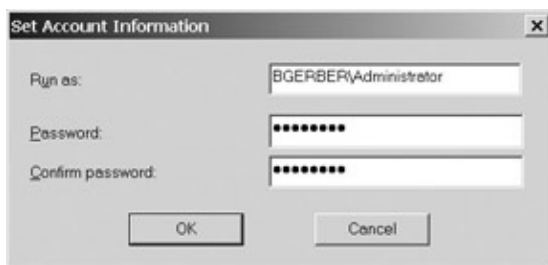 Set Account Information
Run as: BGERBER\Administrator
Password: ••••••••
Confirm password: ••••••••
OK Cancel